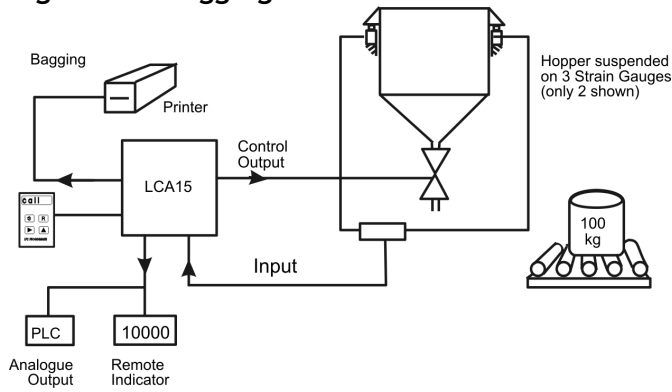 Bagging
Printer
Hopper suspended
on 3 Strain Gauges
(only 2 shown)
Control
Output
LCA15
call
R
100
kg
Input
PLC
10000
Analogue
Output
Remote
Indicator